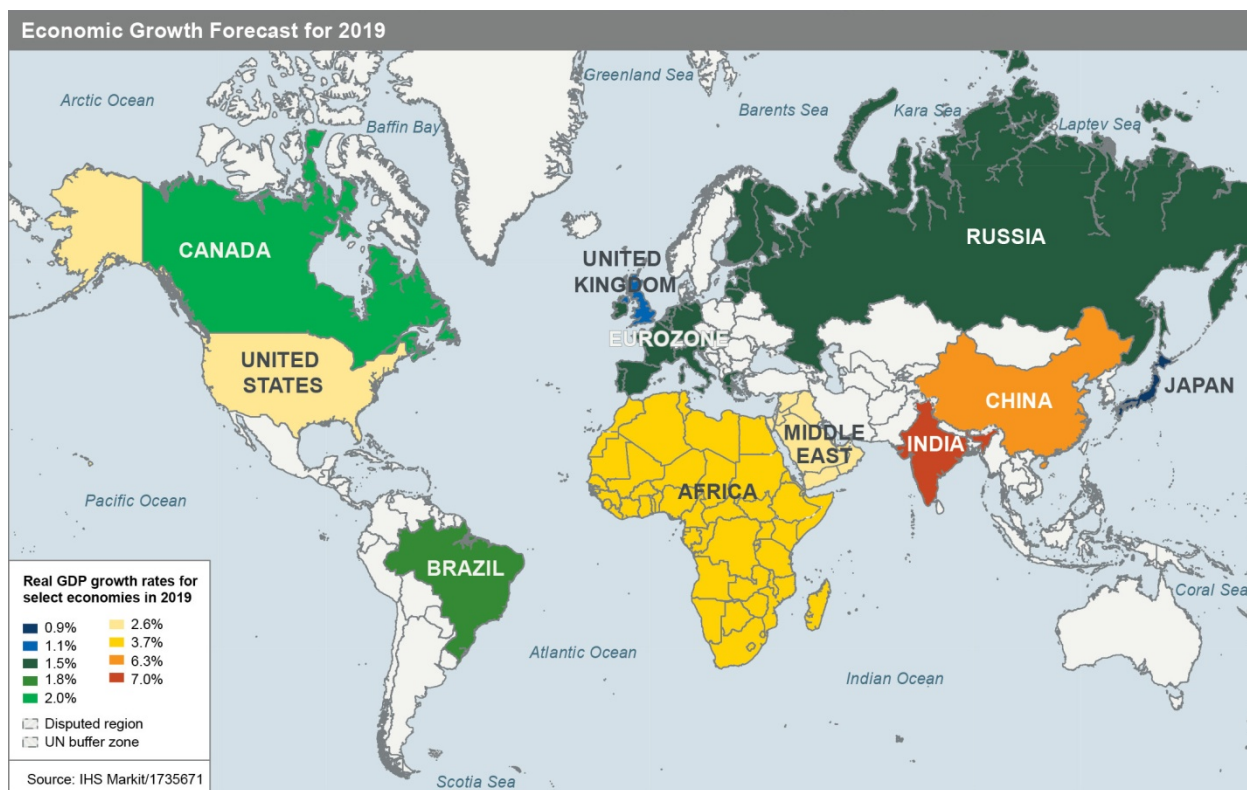 Economic Growth Forecast for 2019
Greenland Sea
Arctic Ocean
Barents Sea
Kara Sea
Laptev Sea
Baffin Bay
RUSSIA
CANADA
UNITED
KINGDOM
EUROZONE
UNITED
STATES
JAPAN
CHINA
MIDDLE
EAST
INDIA
AFRICA
Pacific Ocean
BRAZIL
Coral Sea
Atlantic Ocean
Indian Ocean
Scotia Sea
Real GDP growth rates for
select economies in 2019
0.9%
1.1%
1.5%
1.8%
2.0%
2.6%
3.7%
6.3%
7.0%
Disputed region
UN buffer zone
Source: IHS Markit/1735671